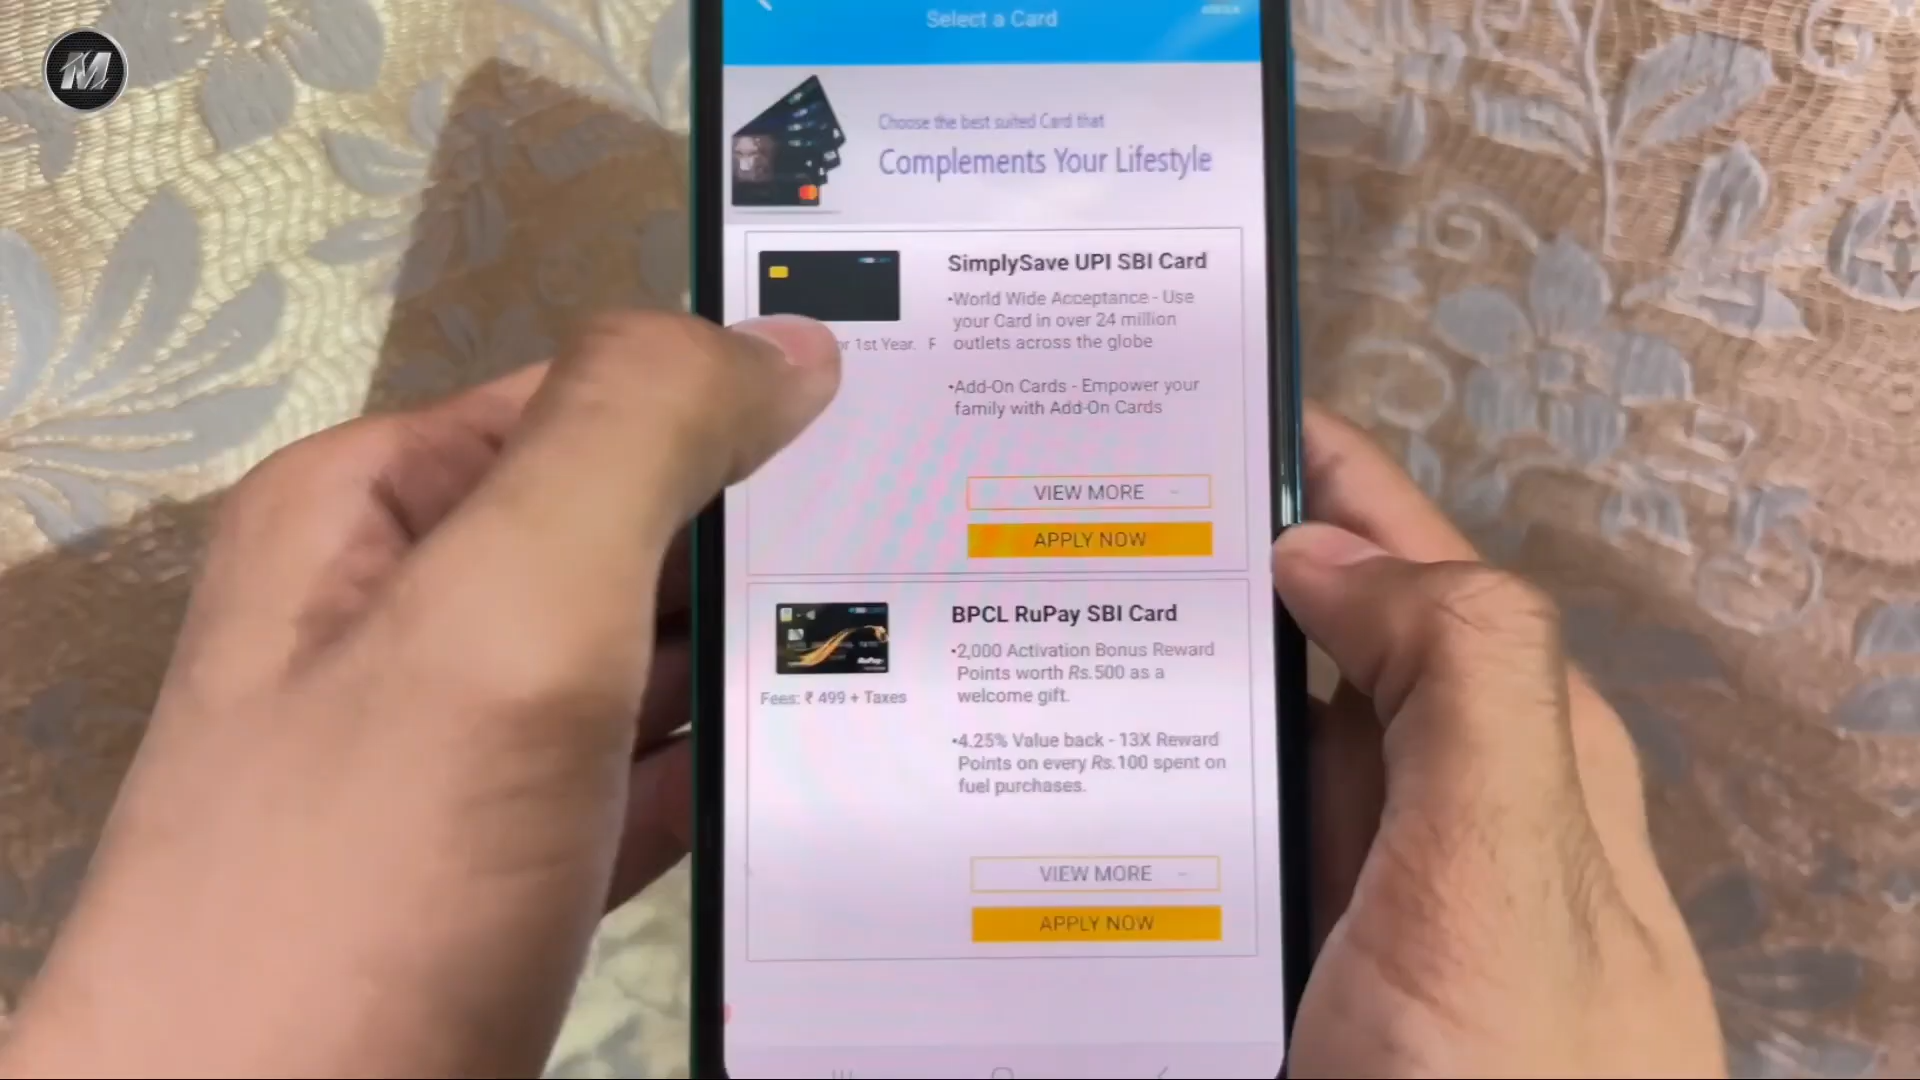 M
Select a Card
Choose the best suited Card that
Complements Your Lifestyle
SimplySave UPI SBI Card
•World Wide Acceptance - Use
your Card in over 24 million
outlets across the globe
or 1st Year. F
•Add-On Cards - Empower your
family with Add-On Cards
VIEW MORE
APPLY NOW
BPCL RuPay SBI Card
RuPay
Fees: ₹ 499 + Taxes
•2,000 Activation Bonus Reward
Points worth Rs.500 as a
welcome gift.
•4.25% Value back - 13X Reward
Points on every Rs.100 spent on
fuel purchases.
VIEW MORE
APPLY NOW